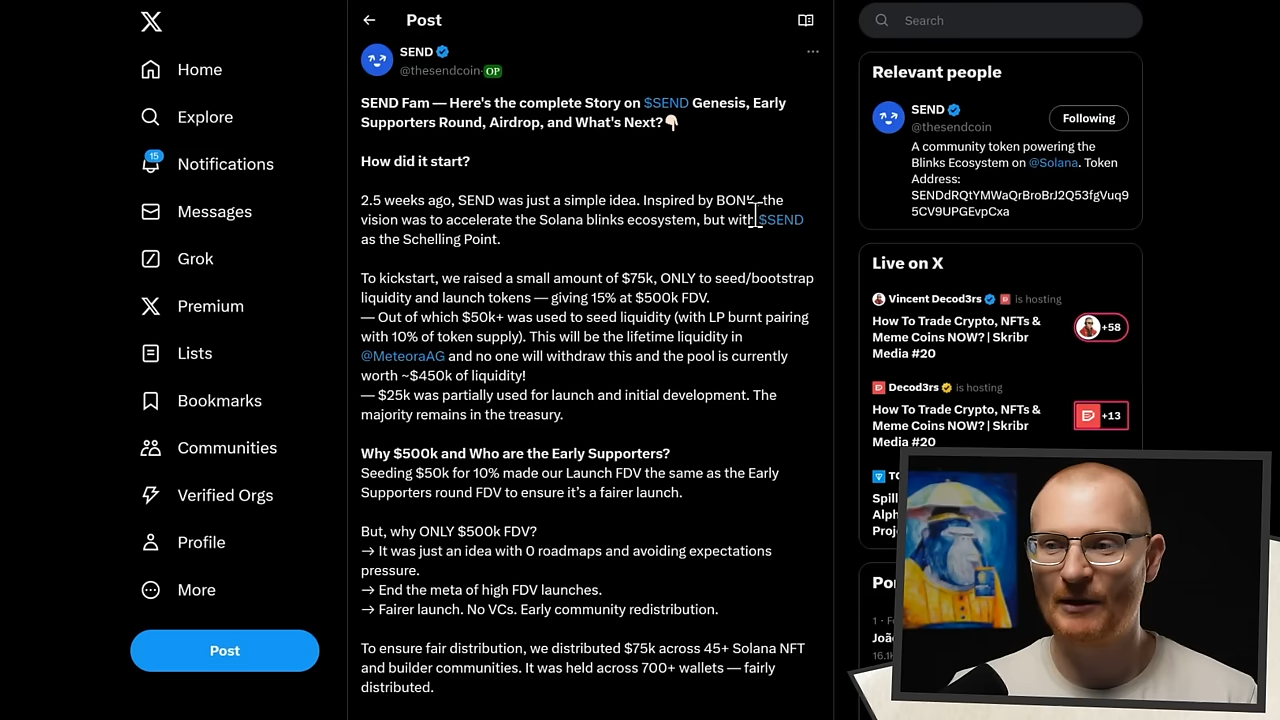 Home
Explore
15
Notifications
Messages
Grok
Premium
Lists
Bookmarks
Communities
Verified Orgs
Profile
More
Post
Post
SEND
@thesendcoin · OP
SEND Fam — Here's the complete Story on $SEND Genesis, Early
Supporters Round, Airdrop, and What's Next?👇🏻
How did it start?
2.5 weeks ago, SEND was just a simple idea. Inspired by BONK, the
vision was to accelerate the Solana blinks ecosystem, but with $SEND
as the Schelling Point.
To kickstart, we raised a small amount of $75k, ONLY to seed/bootstrap
liquidity and launch tokens — giving 15% at $500k FDV.
— Out of which $50k+ was used to seed liquidity (with LP burnt pairing
with 10% of token supply). This will be the lifetime liquidity in
@MeteoraAG and no one will withdraw this and the pool is currently
worth ~$450k of liquidity!
— $25k was partially used for launch and initial development. The
majority remains in the treasury.
Why $500k and Who are the Early Supporters?
Seeding $50k for 10% made our Launch FDV the same as the Early
Supporters round FDV to ensure it's a fairer launch.
But, why ONLY $500k FDV?
→ It was just an idea with 0 roadmaps and avoiding expectations
pressure.
→ End the meta of high FDV launches.
→ Fairer launch. No VCs. Early community redistribution.
To ensure fair distribution, we distributed $75k across 45+ Solana NFT
and builder communities. It was held across 700+ wallets — fairly
distributed.
Search
Relevant people
SEND
@thesendcoin
Following
A community token powering the
Blinks Ecosystem on @Solana. Token
Address:
SENDdRQtYMWaQrBroBrJ2Q53fgVuq9
5CV9UPGEvpCxa
Live on X
Vincent Decod3rs is hosting
How To Trade Crypto, NFTs &
Meme Coins NOW? | Skribr
Media #20
+58
Decod3rs is hosting
How To Trade Crypto, NFTs &
Meme Coins NOW? | Skribr
Media #20
+13
Spill
Alph
Proj
Po
João
16.1